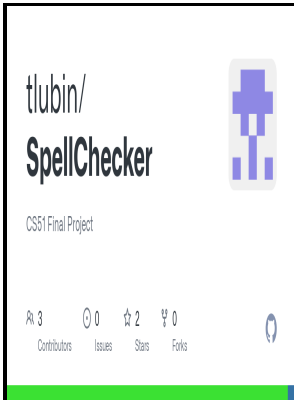 tlubin/
SpellChecker
CS51 Final Project
3 0 2 0
Contributors Issues Stars Forks